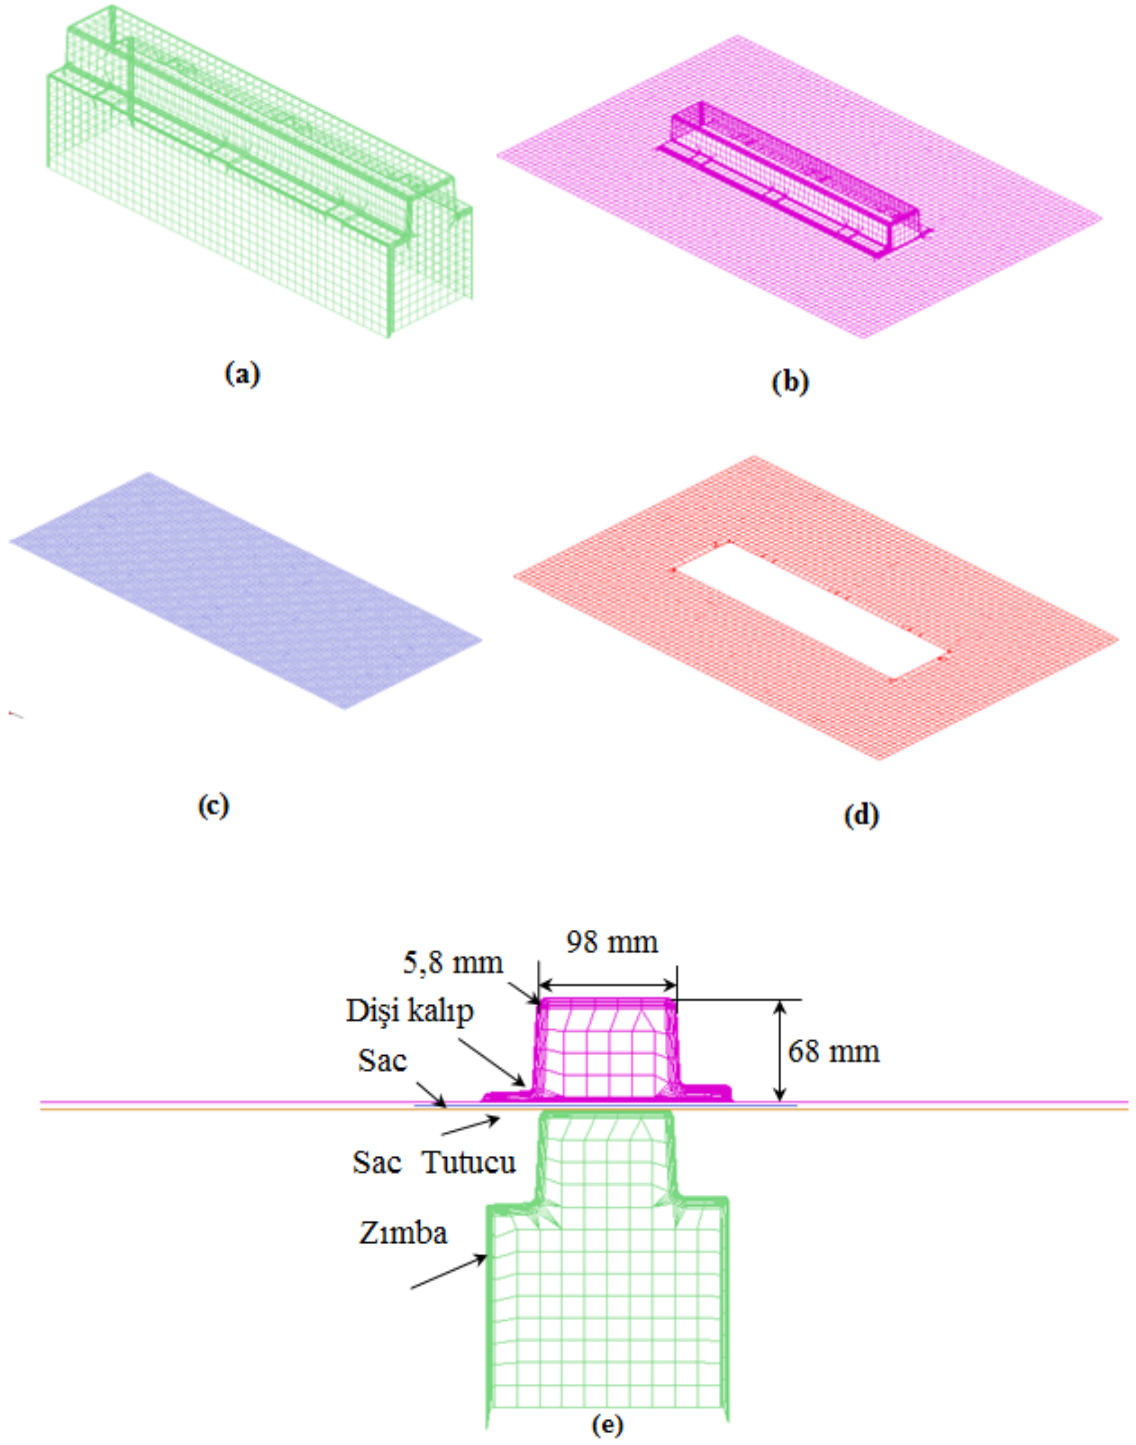 (a)
(b)
(c)
(d)
98 mm
5,8 mm
Dişi kalıp
Sac
68 mm
Sac Tutucu
Zımba
(e)